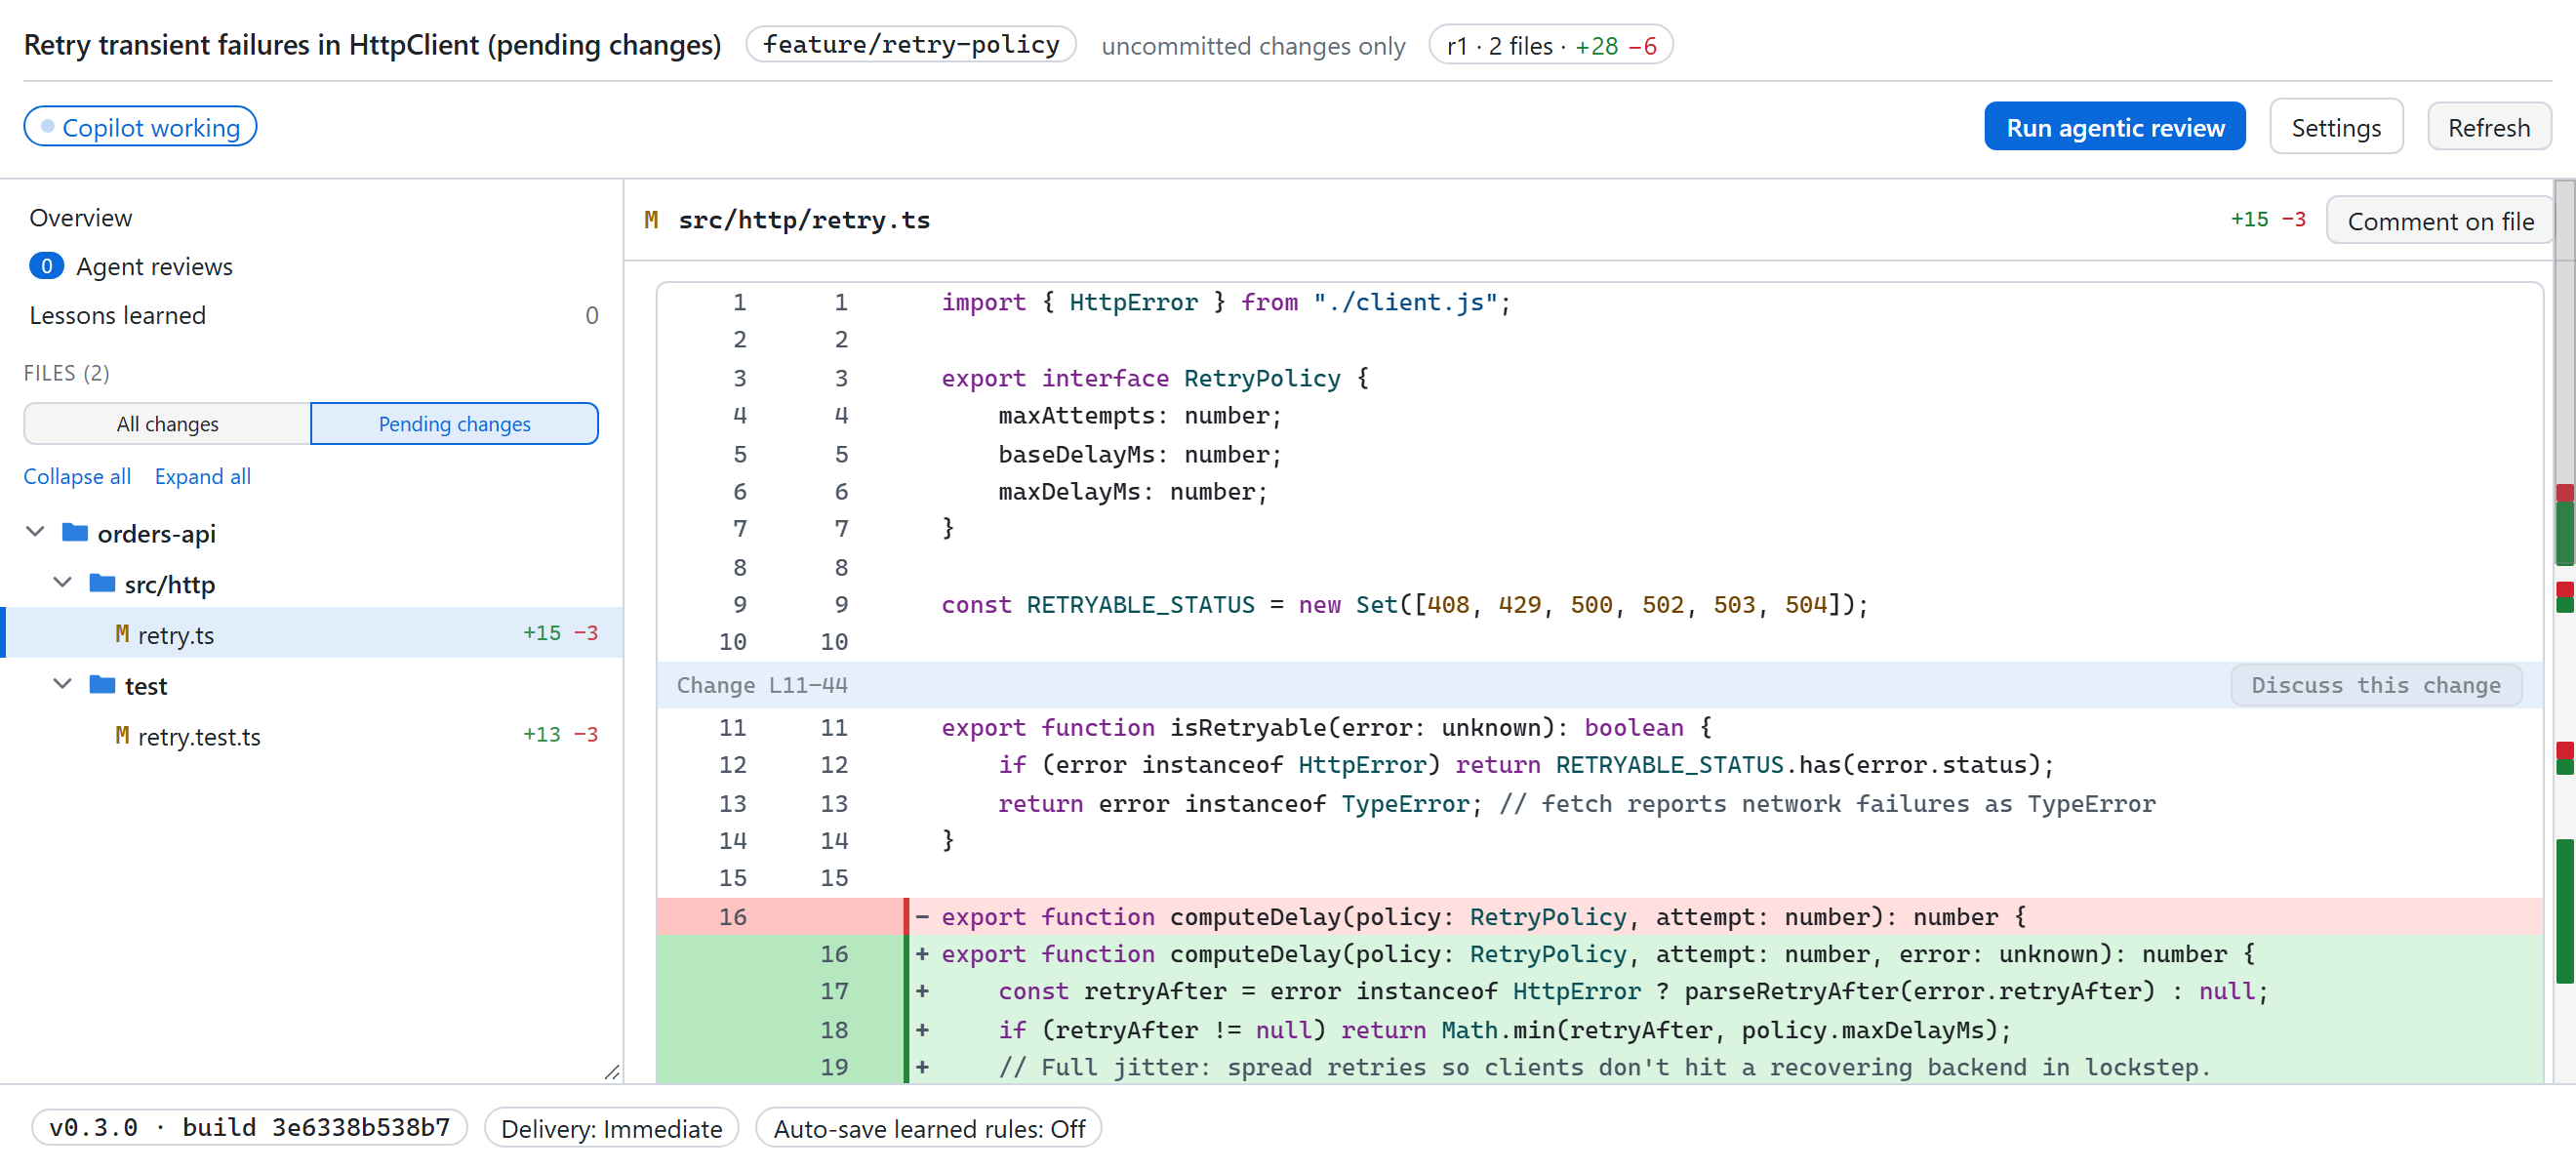 Retry transient failures in HttpClient (pending changes) feature/retry-policy uncommitted changes only r1 · 2 files · +28 −6
Copilot working Run agentic review Settings Refresh
Overview
0 Agent reviews
Lessons learned 0
FILES (2)
All changes Pending changes
Collapse all Expand all
orders-api
src/http
M retry.ts +15 −3
test
M retry.test.ts +13 −3
M src/http/retry.ts +15 −3 Comment on file
1 1 import { HttpError } from "./client.js";
2 2
3 3 export interface RetryPolicy {
4 4 maxAttempts: number;
5 5 baseDelayMs: number;
6 6 maxDelayMs: number;
7 7 }
8 8
9 9 const RETRYABLE_STATUS = new Set([408, 429, 500, 502, 503, 504]);
10 10
Change L11–44 Discuss this change
11 11 export function isRetryable(error: unknown): boolean {
12 12 if (error instanceof HttpError) return RETRYABLE_STATUS.has(error.status);
13 13 return error instanceof TypeError; // fetch reports network failures as TypeError
14 14 }
15 15
16 − export function computeDelay(policy: RetryPolicy, attempt: number): number {
16 + export function computeDelay(policy: RetryPolicy, attempt: number, error: unknown): number {
17 + const retryAfter = error instanceof HttpError ? parseRetryAfter(error.retryAfter) : null;
18 + if (retryAfter != null) return Math.min(retryAfter, policy.maxDelayMs);
19 + // Full jitter: spread retries so clients don't hit a recovering backend in lockstep.
v0.3.0 · build 3e6338b538b7 Delivery: Immediate Auto-save learned rules: Off